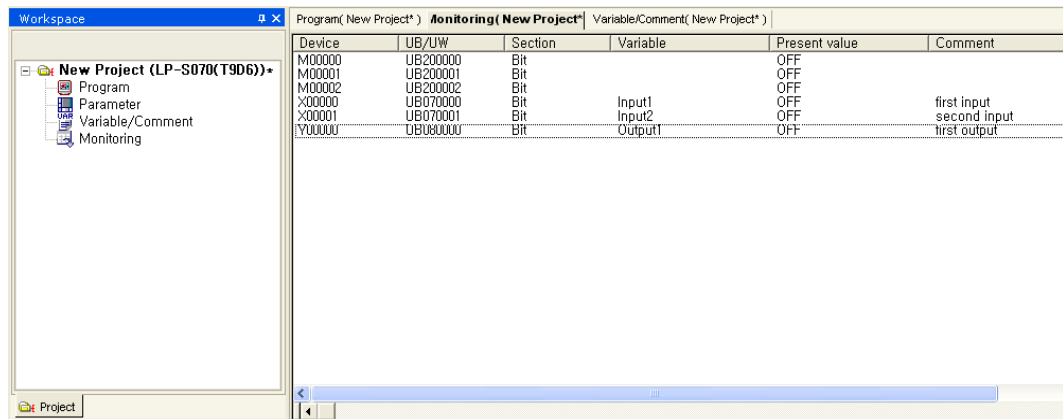 Workspace
New Project (LP-S070(T9D6))*
Program
Parameter
Variable/Comment
Monitoring
Project
Program( New Project* ) Monitoring( New Project* Variable/Comment( New Project* )
Device UB/UW Section Variable Present value Comment
M00000 UB200000 Bit OFF
M00001 UB200001 Bit OFF
M00002 UB200002 Bit OFF
X00000 UB070000 Bit Input1 OFF first input
X00001 UB070001 Bit Input2 OFF second input
Y00000 UB080000 Bit Output1 OFF first output